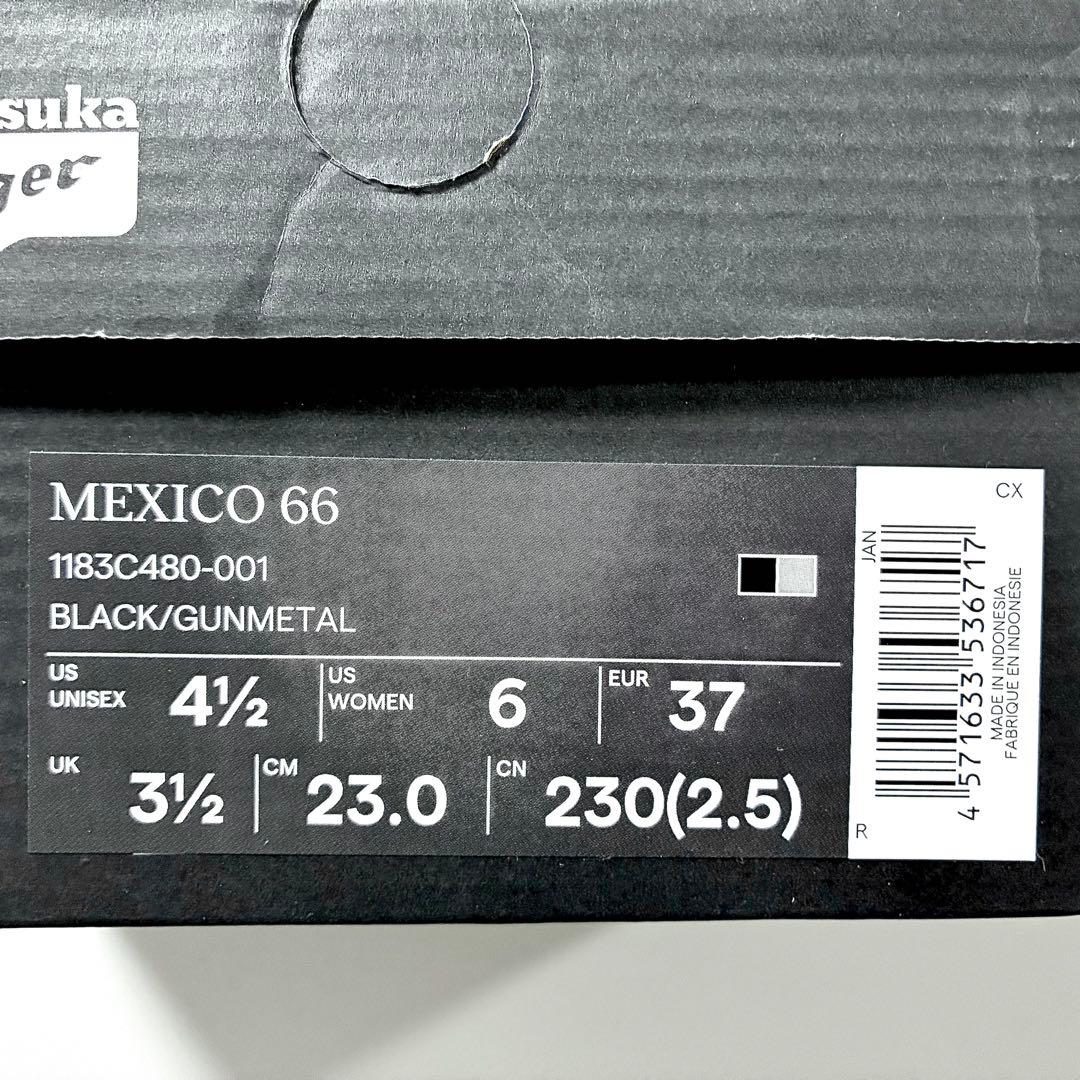 suka
ger
MEXICO 66
1183C480-001
BLACK/GUNMETAL
US UNISEX 4½
US WOMEN 6
EUR 37
UK 3½
CM 23.0
CN 230(2.5)
CX
JAN
4 571633 536717
MADE IN INDONESIA
FABRIQUE EN INDONESIE
R